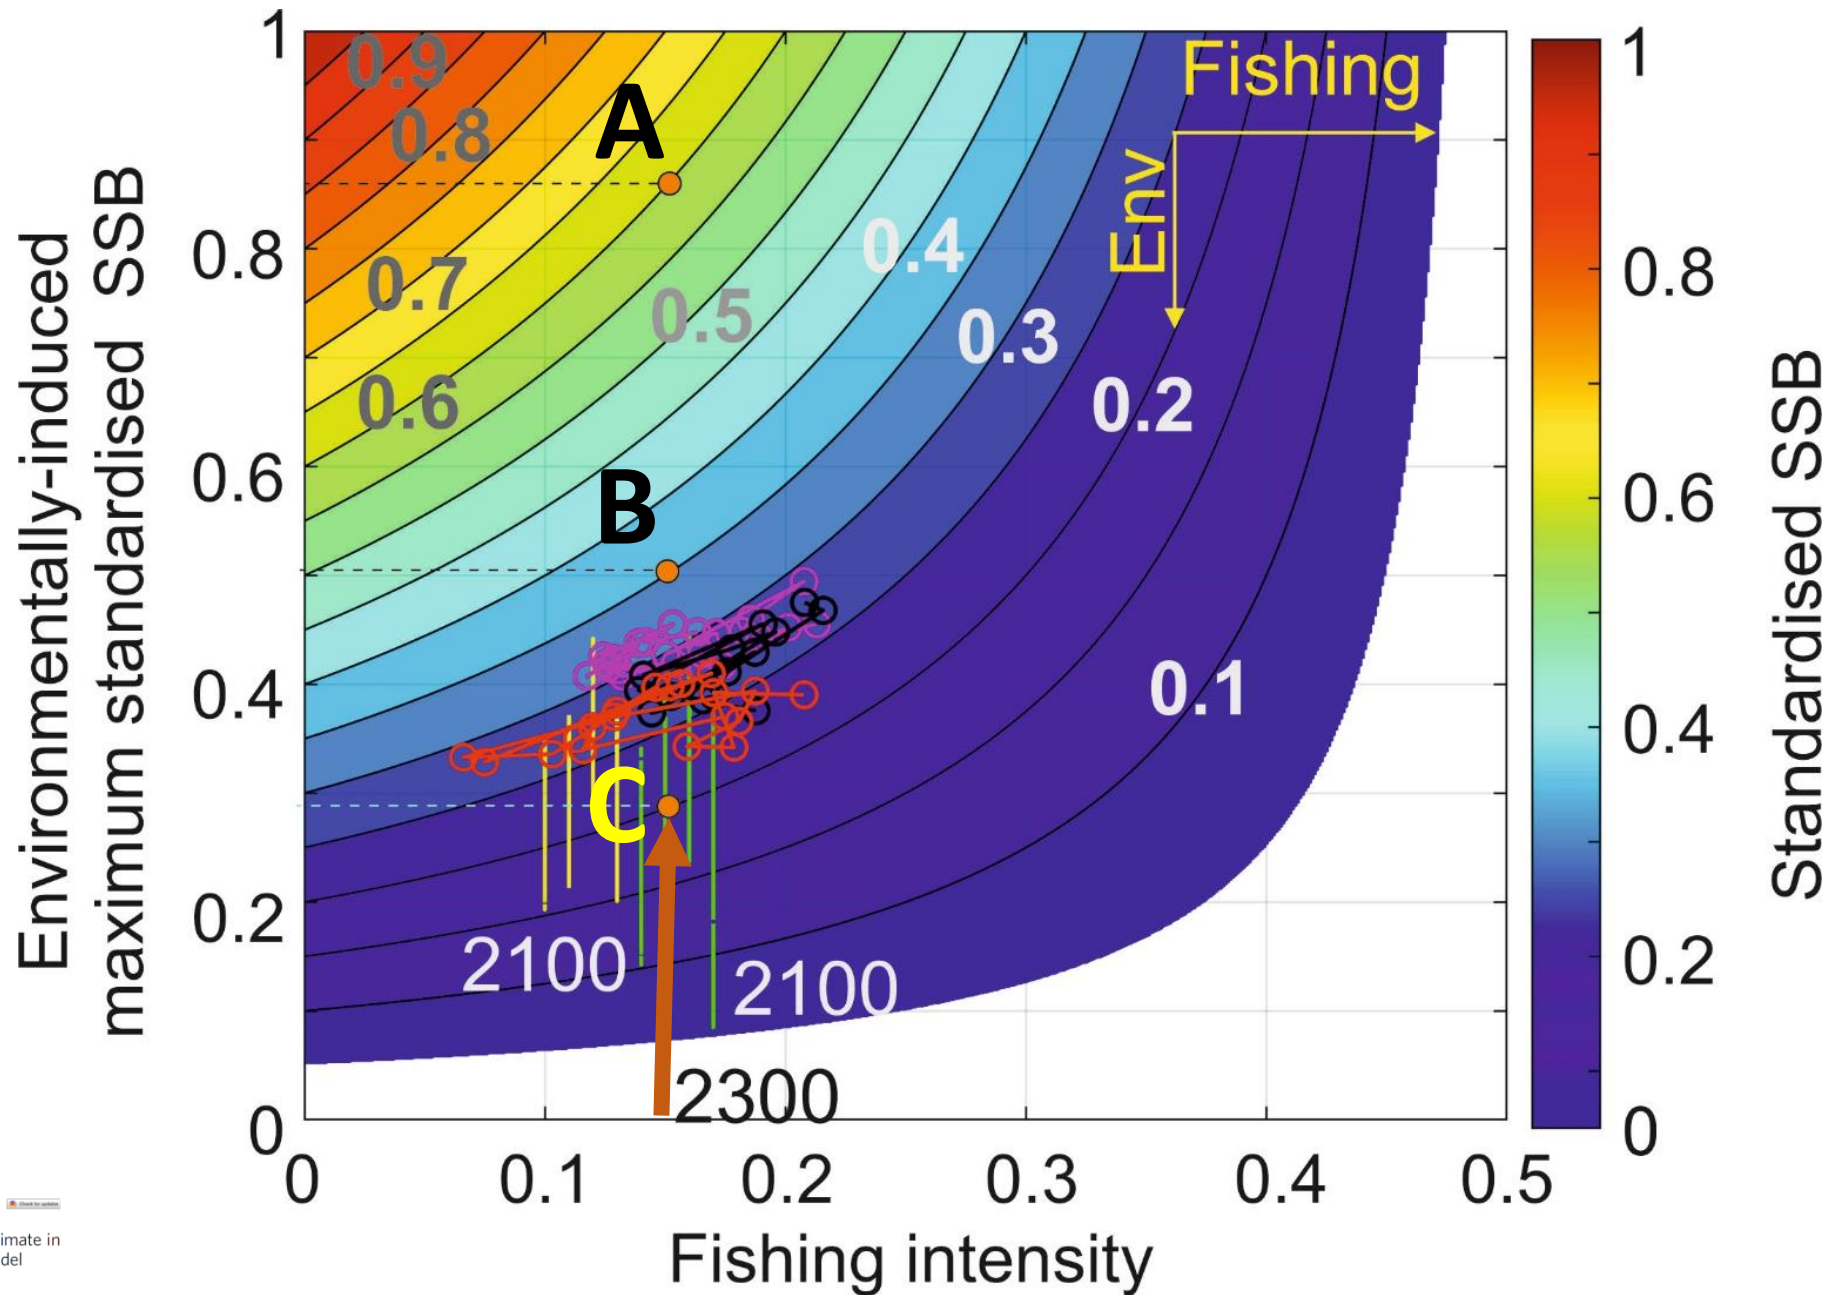 Environmentally-induced
maximum standardised SSB
1
0.8
0.6
0.4
0.2
0
0.9
0.8
0.7
0.6
0.5
0.4
0.3
0.2
0.1
A
B
C
Fishing
Env
2100
2100
2300
0
0.1
0.2
0.3
0.4
0.5
Fishing intensity
1
0.8
0.6
0.4
0.2
0
Standardised SSB
Check for updates
imate in
del